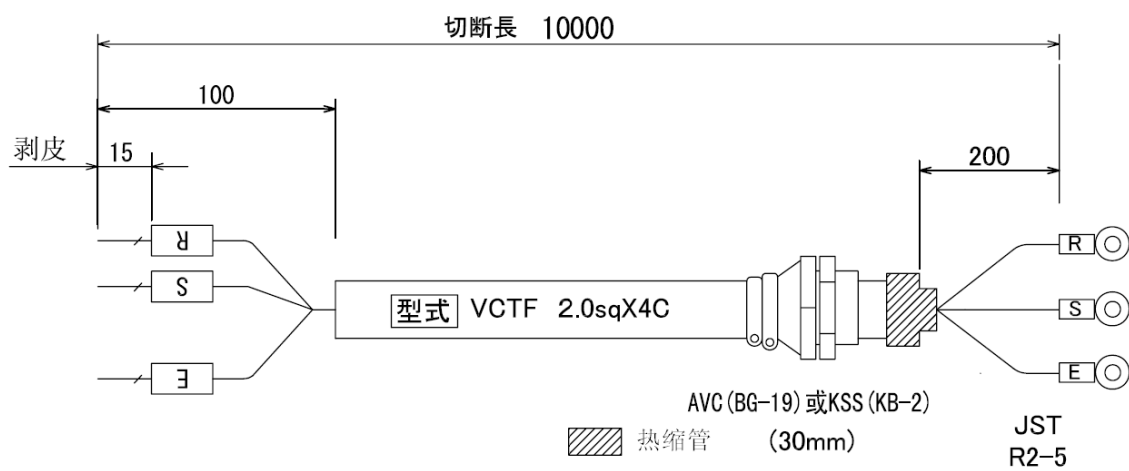 切断長 10000
100
剥皮 15
200
R
S
E
型式 VCTF 2.0sqX4C
R
S
E
AVC(BG-19)或KSS(KB-2)
热缩管 (30mm)
JST
R2-5